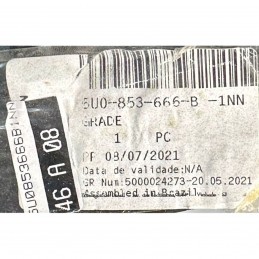 5U0-853-666-B -1NN
GRADE
1 PC
PF 08/07/2021
Data de validade:N/A
GR Num:5000024273-20.05.2021
Assembled in Brazil
5U0853666B1NN
46 A 08